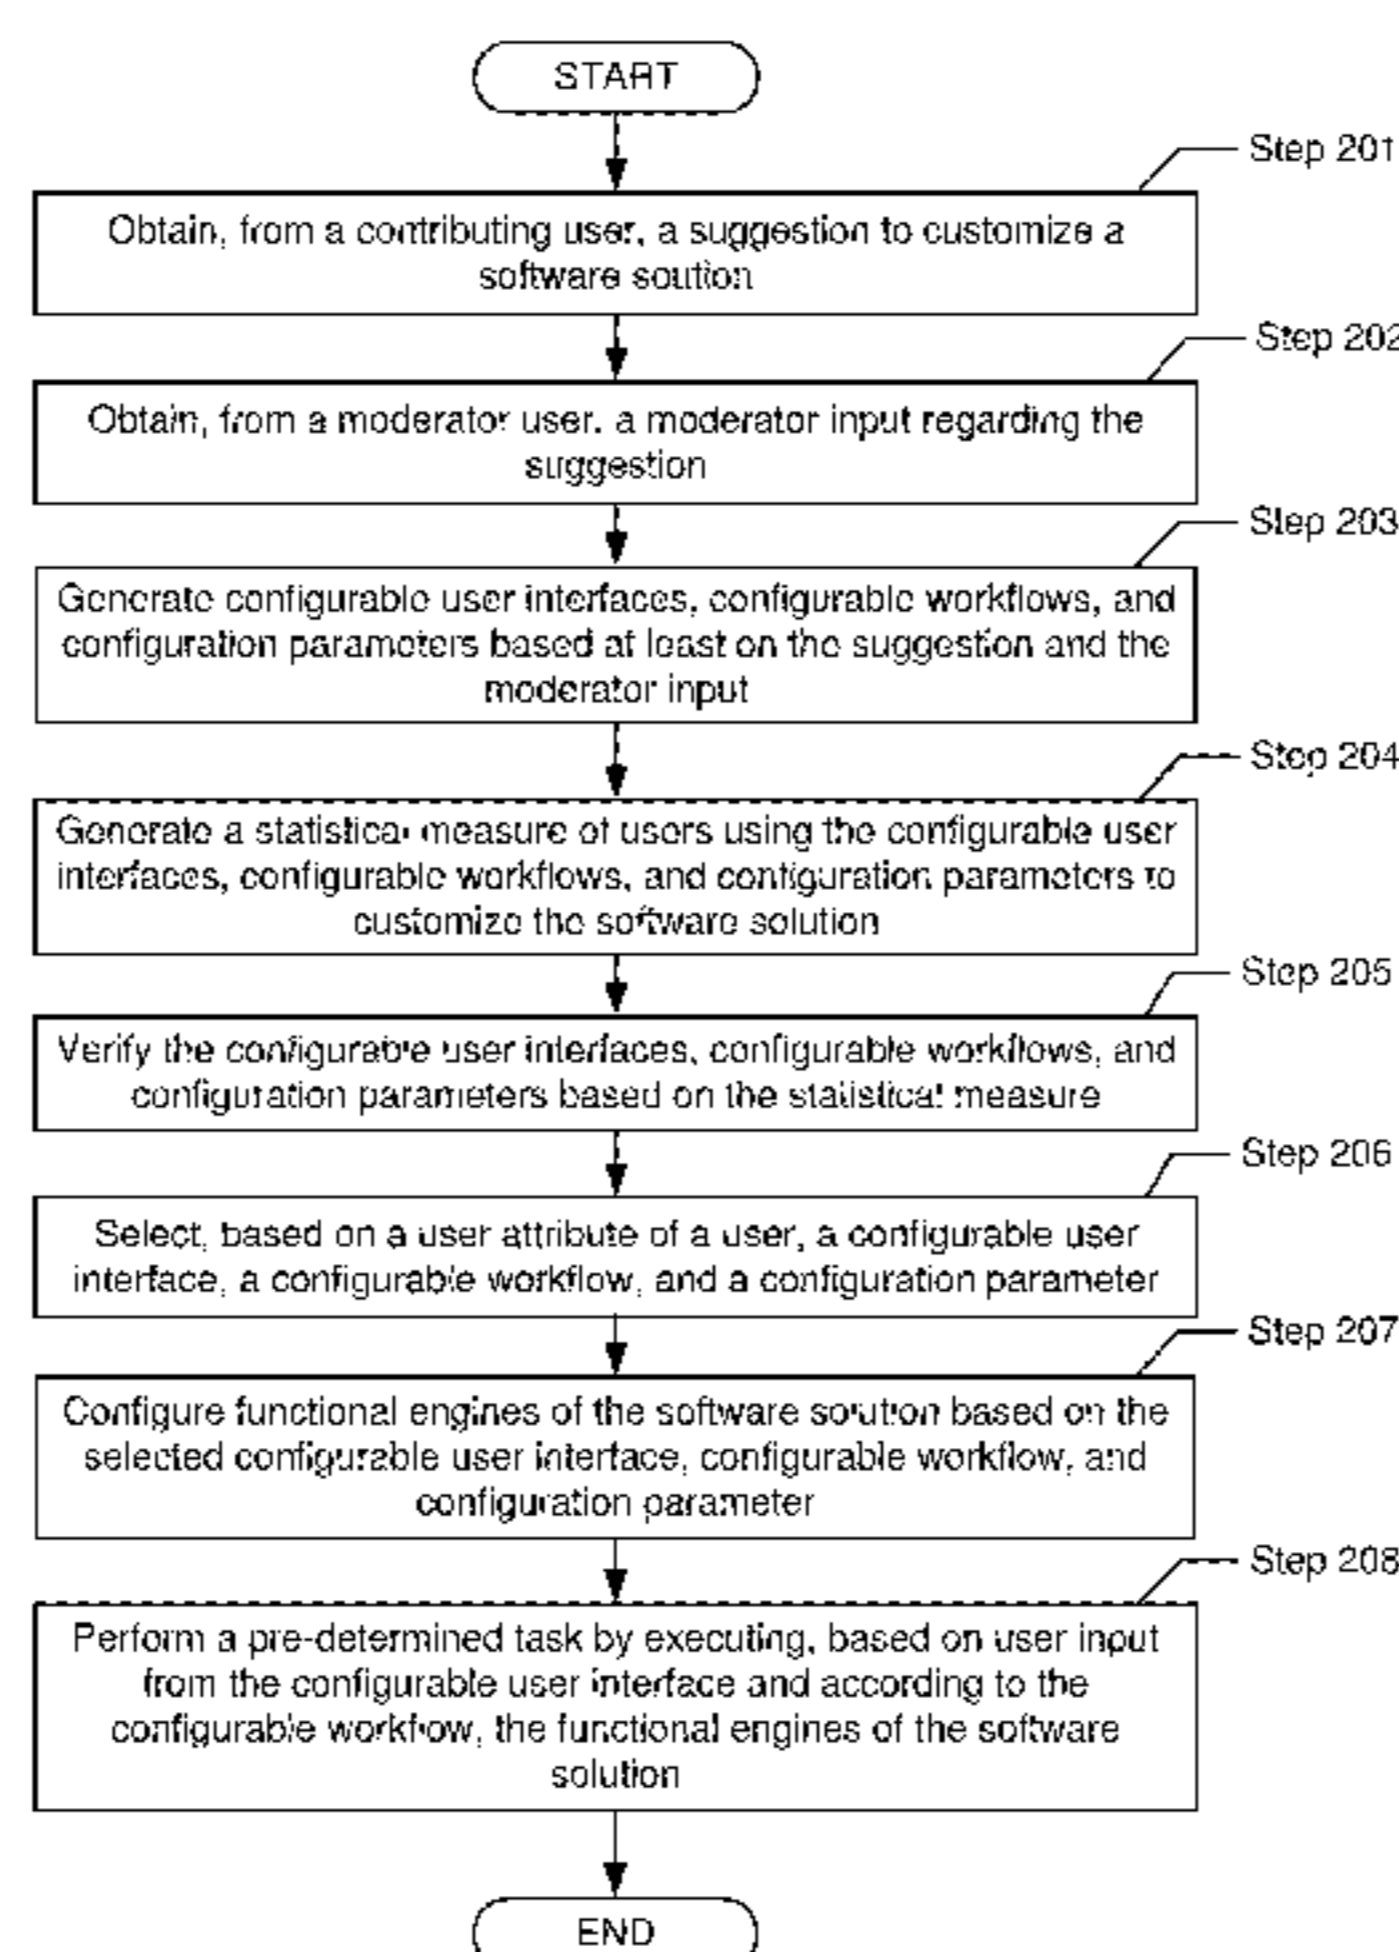 START
Step 201
Obtain, from a contributing user, a suggestion to customize a
software soution
Step 202
Obtain, from a moderator user, a moderator input regarding the
suggestion
Step 203
Generate configurable user interfaces, configurable workflows, and
configuration parameters based at least on the suggestion and the
moderator input
Step 204
Generate a statistical measure of users using the configurable user
interfaces, configurable workflows, and configuration parameters to
customize the software solution
Step 205
Verify the configurable user interfaces, configurable workflows, and
configuration parameters based on the statistical measure
Step 206
Select, based on a user attribute of a user, a configurable user
interface, a configurable workflow, and a configuration parameter
Step 207
Configure functional engines of the software solution based on the
selected configurable user interface, configurable workflow, and
configuration parameter
Step 208
Perform a pre-determined task by executing, based on user input
from the configurable user interface and according to the
configurable workflow, the functional engines of the software
solution
END